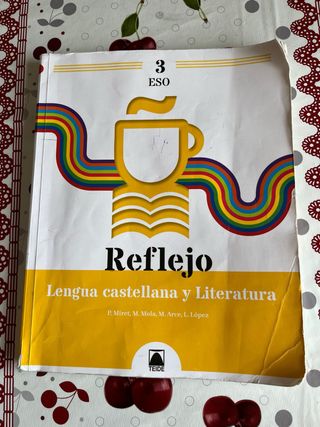 3
ESO
Reflejo
Lengua castellana y Literatura
P. Miret, M. Mola, M. Arce, L. López
TEIDE